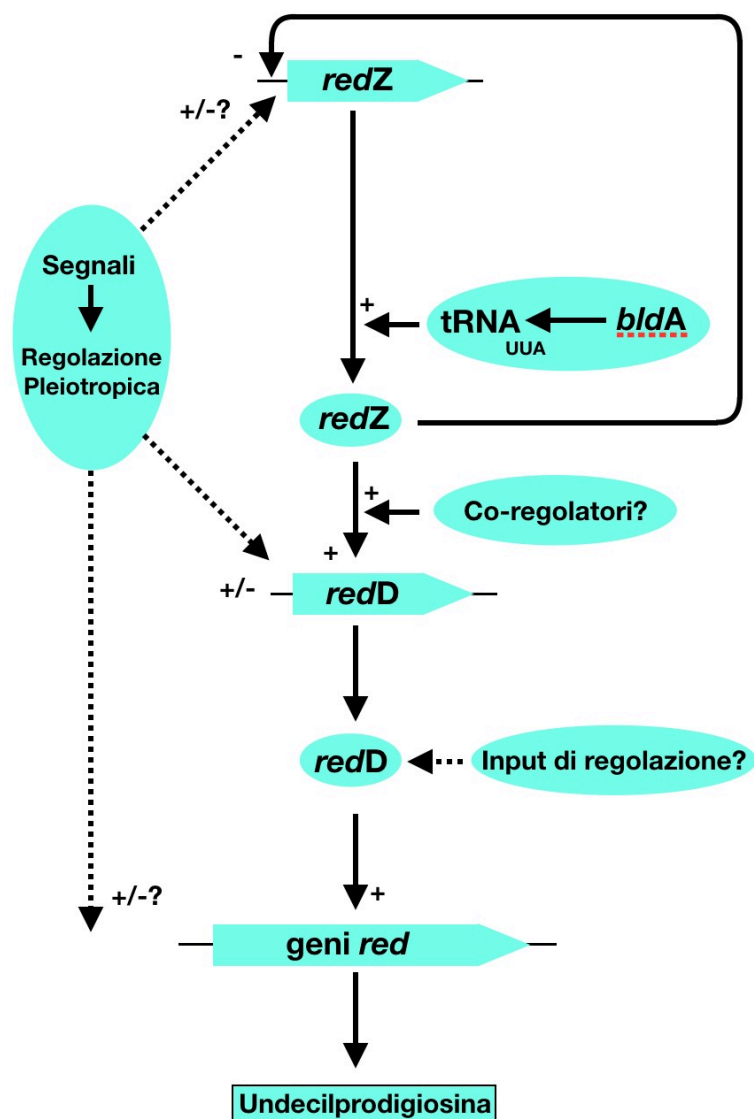 -
redZ
+/-?
Segnali
Regolazione
Pleiotropica
+
tRNA
UUA
bldA
redZ
+
Co-regolatori?
+
+/-
redD
redD
Input di regolazione?
+
+/-?
geni red
Undecilprodigiosina